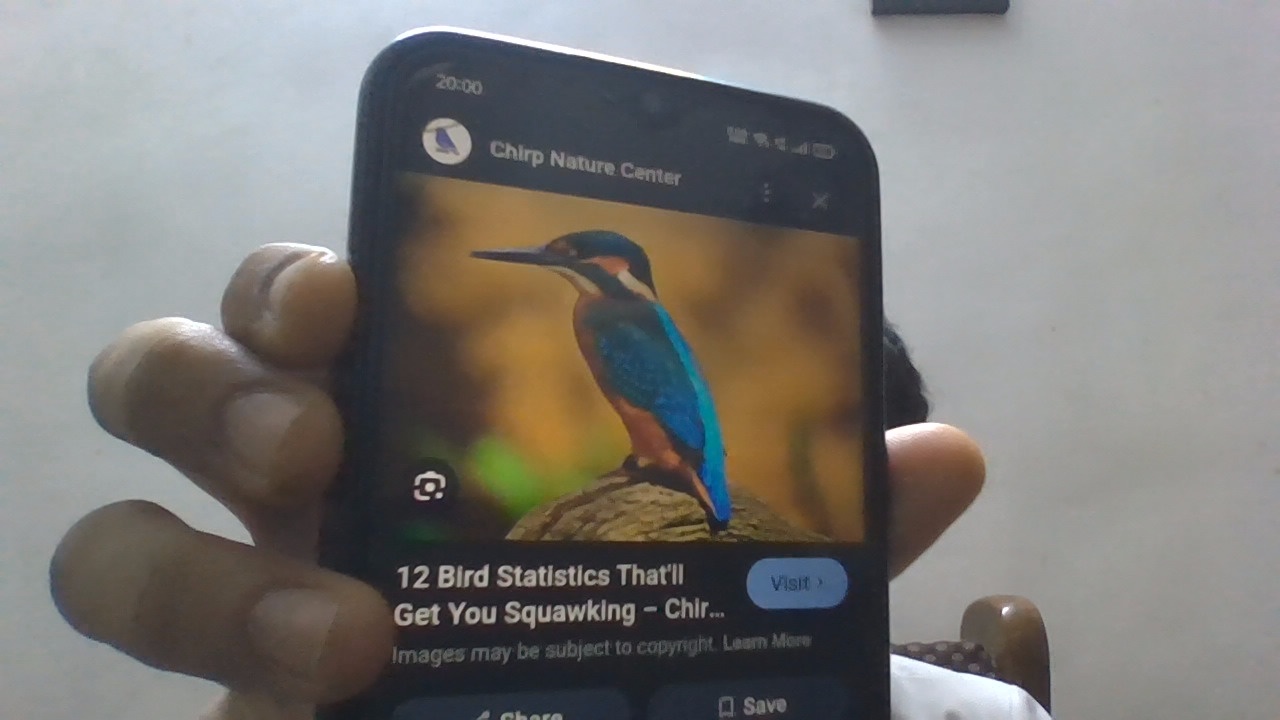 20:00
Chirp Nature Center
12 Bird Statistics That'll
Get You Squawking – Chir...
Visit ›
Images may be subject to copyright. Learn More
Share
Save